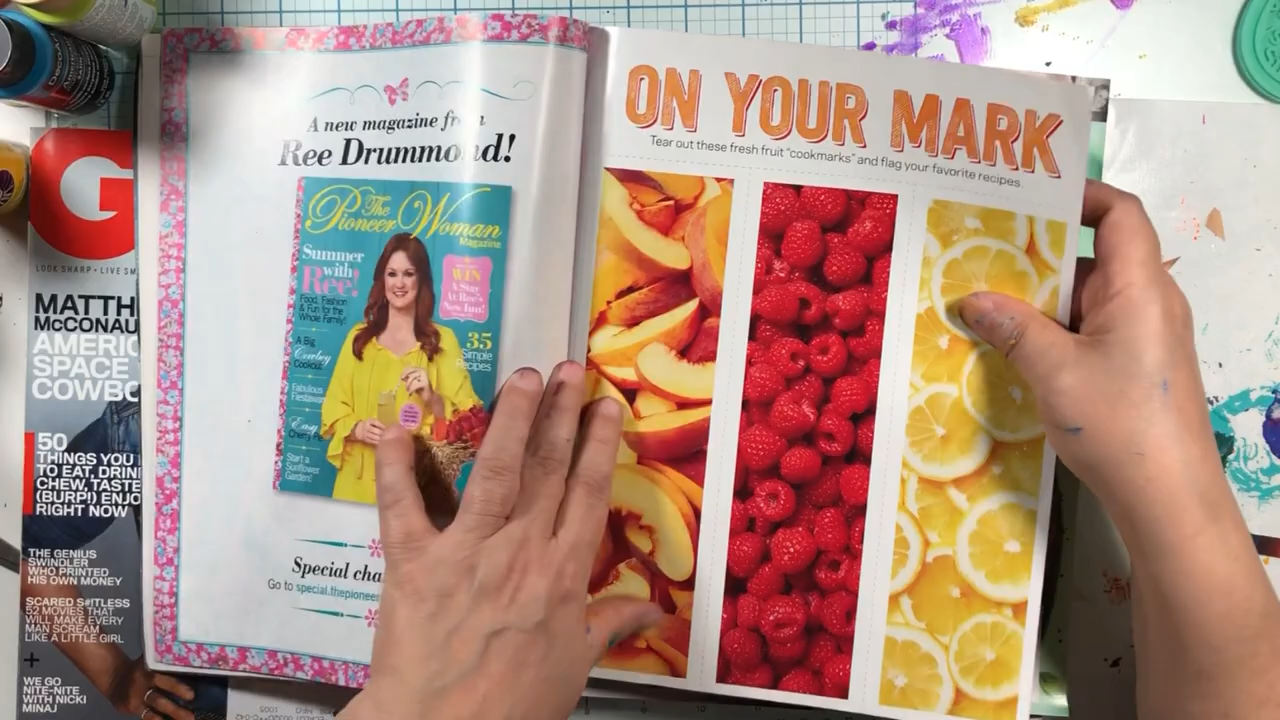 A new magazine from
Ree Drummond!
The
Pioneer Woman
Magazine
Summer
with
Ree!
Food, Fashion
& Fun for the
Whole Family!
A Big
Cowboy
Cookout
Fabulous
Easy
Start a
Sunflower
Garden!
WIN
A Stay
At Ree's
New Inn!
35
Simple
Recipes
Special cha
Go to special.thepionee
ON YOUR MARK
Tear out these fresh fruit "cookmarks" and flag your favorite recipes.
G
LOOK SHARP • LIVE SM
MATTH
McCONAU
AMERIC
SPACE
COWBO
50
THINGS YOU
TO EAT, DRIN
CHEW, TASTE
(BURP!) ENJO
RIGHT NOW
THE GENIUS
SWINDLER
WHO PRINTED
HIS OWN MONEY
SCARED S#!TLESS
52 MOVIES THAT
WILL MAKE EVERY
MAN SCREAM
LIKE A LITTLE GIRL
+
WE GO
NITE-NITE
WITH NICKI
MINAJ